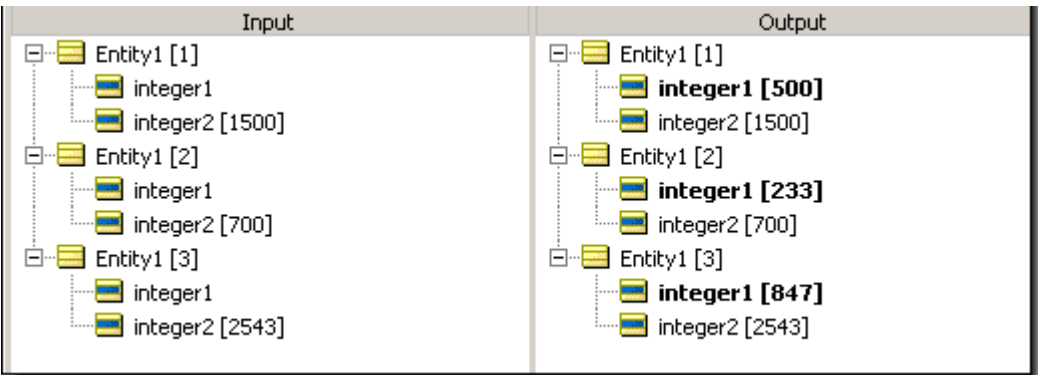 Input
Entity1 [1]
integer1
integer2 [1500]
Entity1 [2]
integer1
integer2 [700]
Entity1 [3]
integer1
integer2 [2543]
Output
Entity1 [1]
integer1 [500]
integer2 [1500]
Entity1 [2]
integer1 [233]
integer2 [700]
Entity1 [3]
integer1 [847]
integer2 [2543]